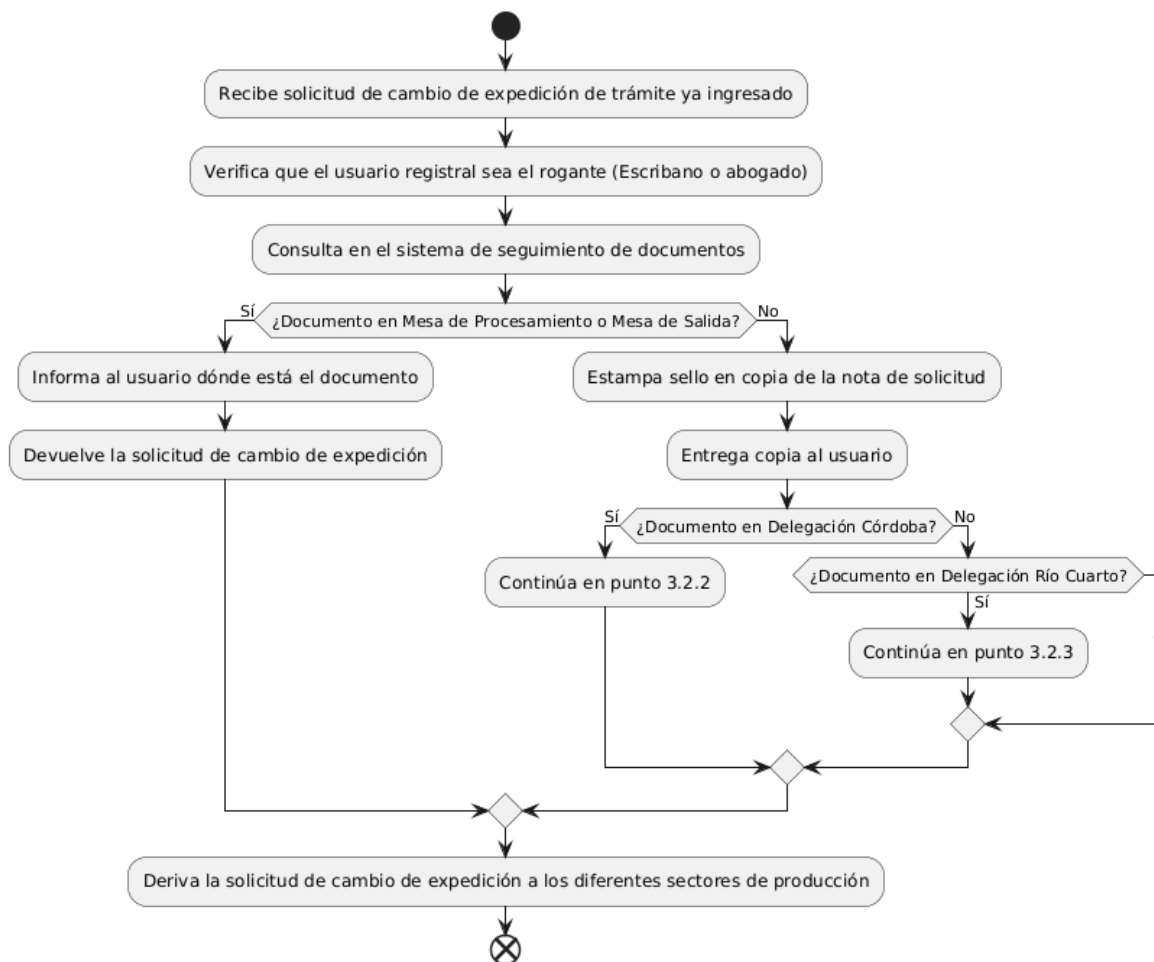 Recibe solicitud de cambio de expedición de trámite ya ingresado
Verifica que el usuario registral sea el rogante (Escribano o abogado)
Consulta en el sistema de seguimiento de documentos
Sí
¿Documento en Mesa de Procesamiento o Mesa de Salida?
No
Informa al usuario dónde está el documento
Devuelve la solicitud de cambio de expedición
Estampa sello en copia de la nota de solicitud
Entrega copia al usuario
Sí
¿Documento en Delegación Córdoba?
No
Continúa en punto 3.2.2
¿Documento en Delegación Río Cuarto?
Sí
Continúa en punto 3.2.3
Deriva la solicitud de cambio de expedición a los diferentes sectores de producción